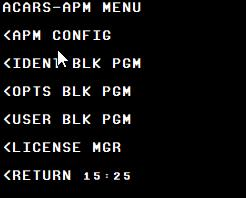 ACARS-APM MENU
<APM CONFIG
<IDENT BLK PGM
<OPTS BLK PGM
<USER BLK PGM
<LICENSE MGR
<RETURN 15:25